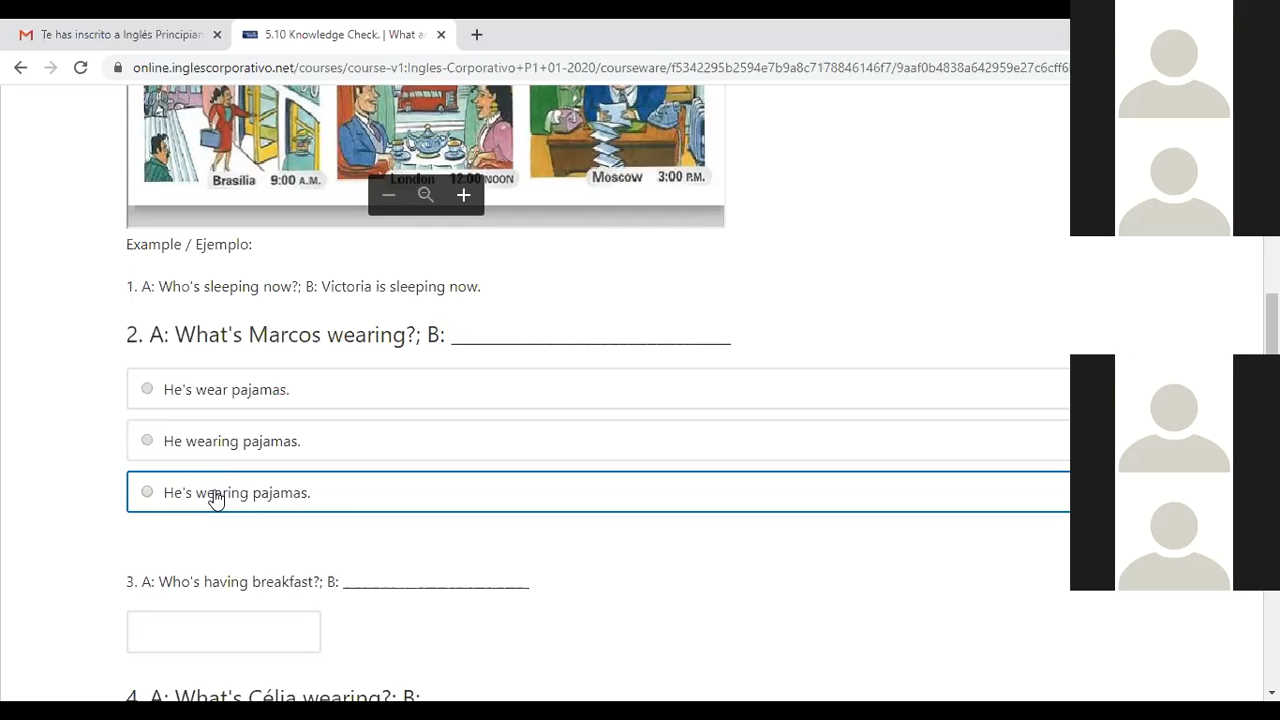 Te has inscrito a Inglés Principian
5.10 Knowledge Check. | What a
online.inglescorporativo.net/courses/course-v1:Ingles-Corporativo+P1+01-2020/courseware/f5342295b2594e7b9a8c7178846146f7/9aaf0b4838a642959e27c6cff6
Brasília 9:00 A.M.
London 12:00 NOON
Moscow 3:00 P.M.
Example / Ejemplo:
1. A: Who's sleeping now?; B: Victoria is sleeping now.
2. A: What's Marcos wearing?; B: ____________________________
He's wear pajamas.
He wearing pajamas.
He's wearing pajamas.
3. A: Who's having breakfast?; B: __________________________
4. A: What's Célia wearing?; B: